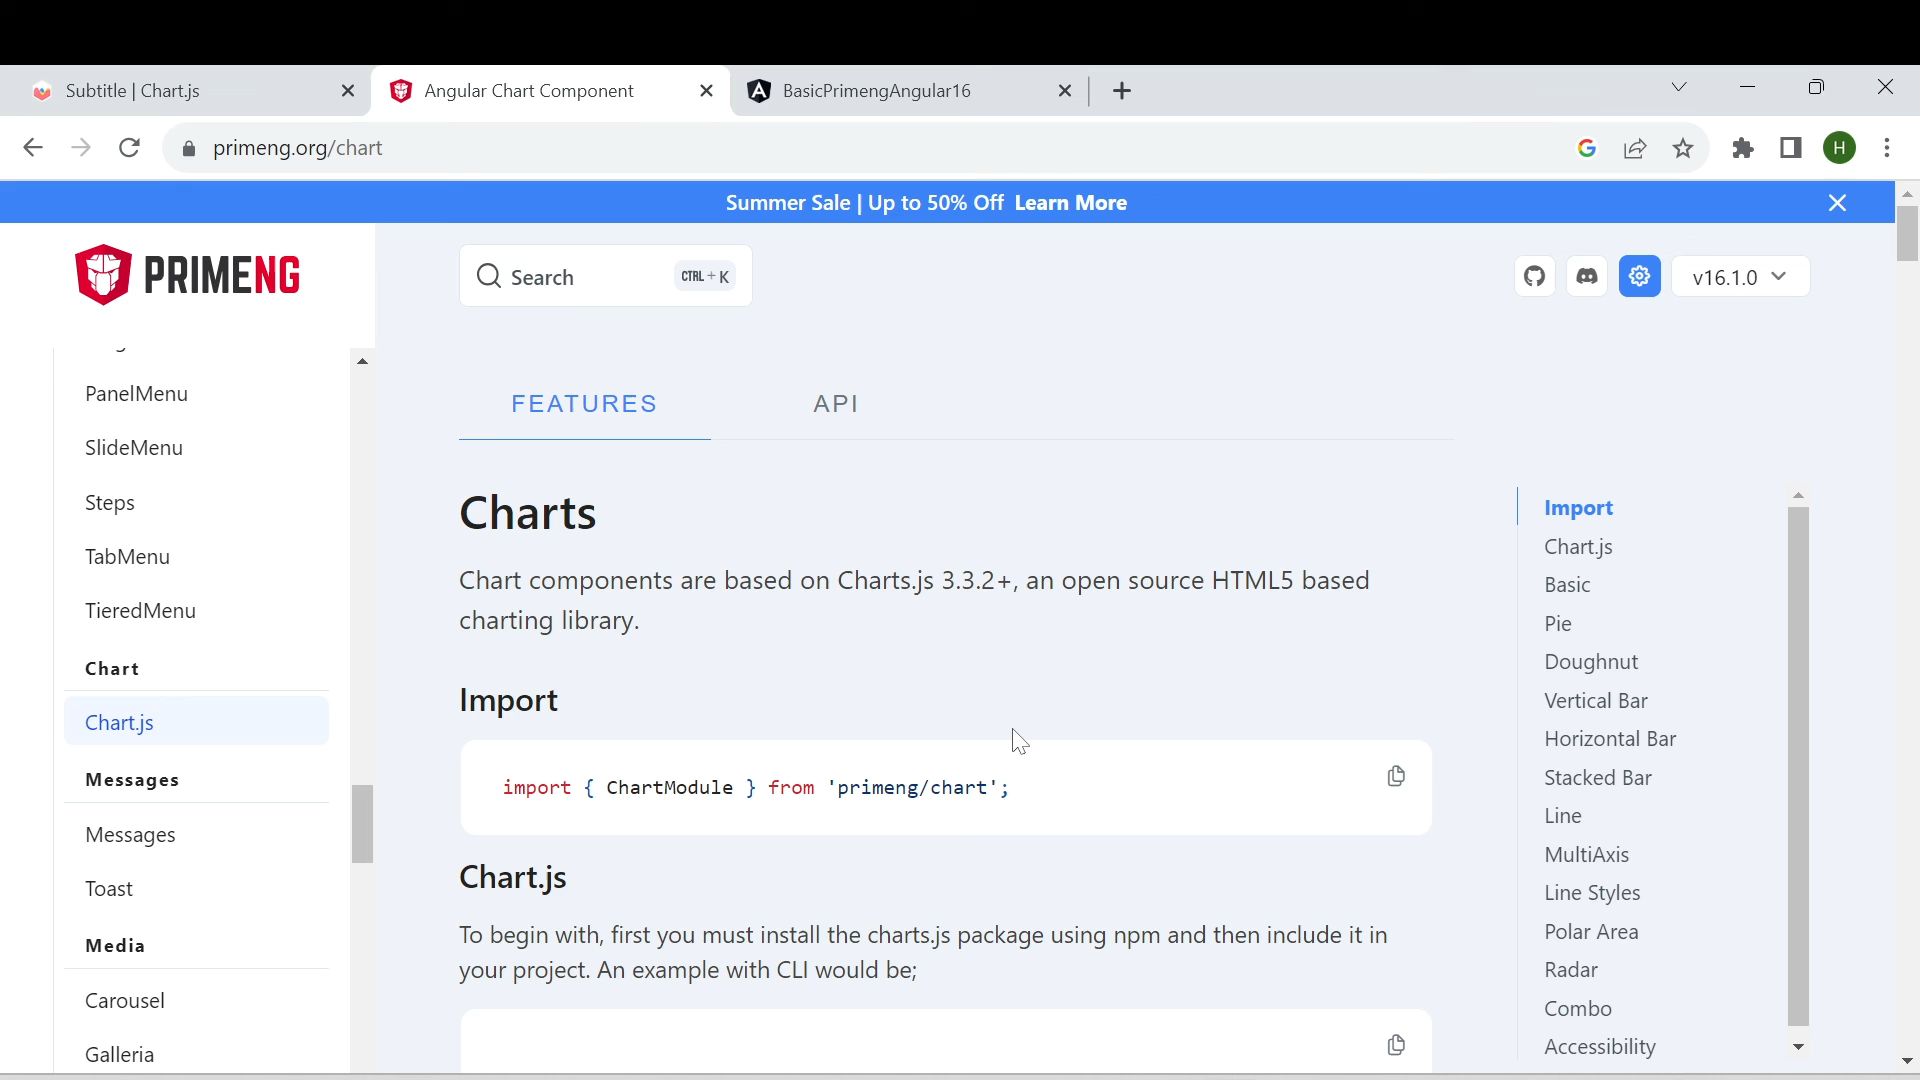 Subtitle | Chart.js
Angular Chart Component
BasicPrimengAngular16
primeng.org/chart
H
Summer Sale | Up to 50% Off Learn More
PRIMENG
Search
CTRL + K
v16.1.0
PanelMenu
SlideMenu
Steps
TabMenu
TieredMenu
Chart
Chart.js
Messages
Messages
Toast
Media
Carousel
Galleria
FEATURES
API
Charts
Chart components are based on Charts.js 3.3.2+, an open source HTML5 based
charting library.
Import
import { ChartModule } from 'primeng/chart';
Chart.js
To begin with, first you must install the charts.js package using npm and then include it in
your project. An example with CLI would be;
Import
Chart.js
Basic
Pie
Doughnut
Vertical Bar
Horizontal Bar
Stacked Bar
Line
MultiAxis
Line Styles
Polar Area
Radar
Combo
Accessibility